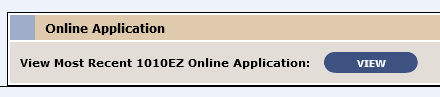 Online Application
View Most Recent 1010EZ Online Application: VIEW